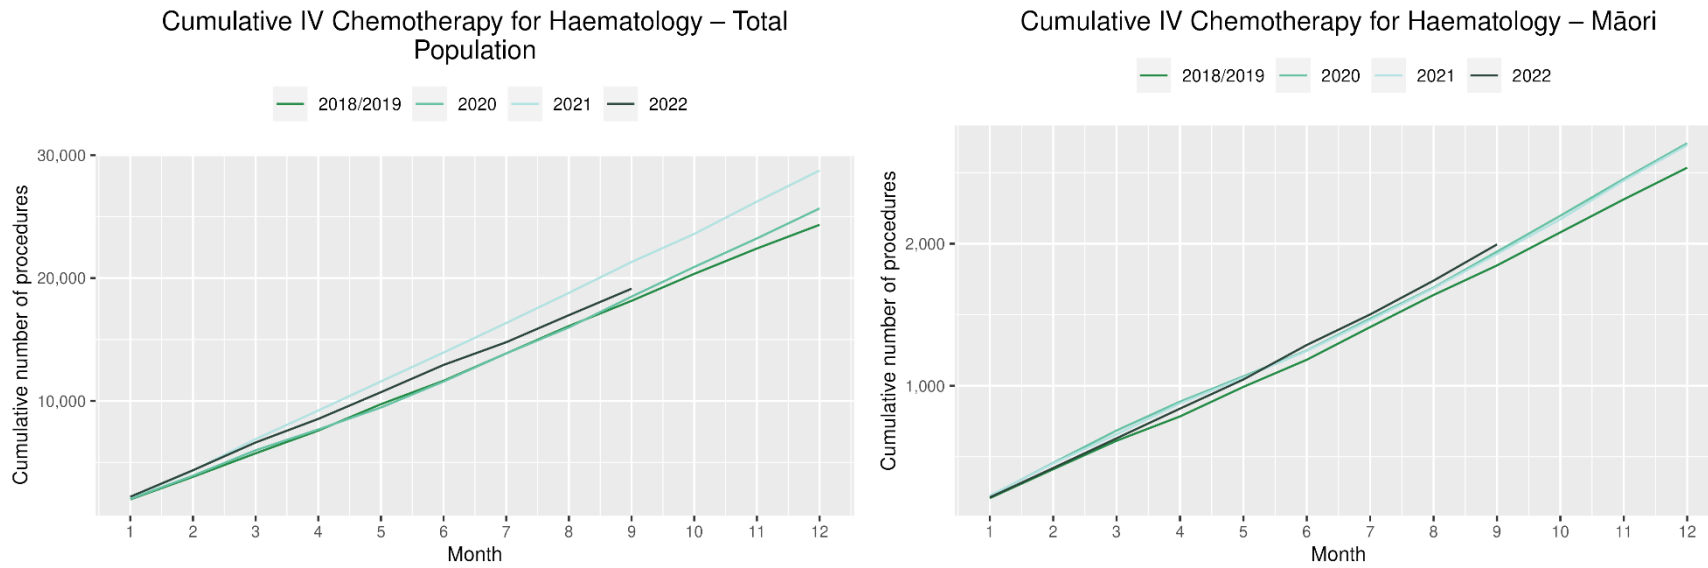 Cumulative IV Chemotherapy for Haematology – Total
Population
2018/2019 2020 2021 2022
30,000
20,000
10,000
Cumulative number of procedures
1 2 3 4 5 6 7 8 9 10 11 12
Month
Cumulative IV Chemotherapy for Haematology – Māori
2018/2019 2020 2021 2022
2,000
1,000
Cumulative number of procedures
1 2 3 4 5 6 7 8 9 10 11 12
Month